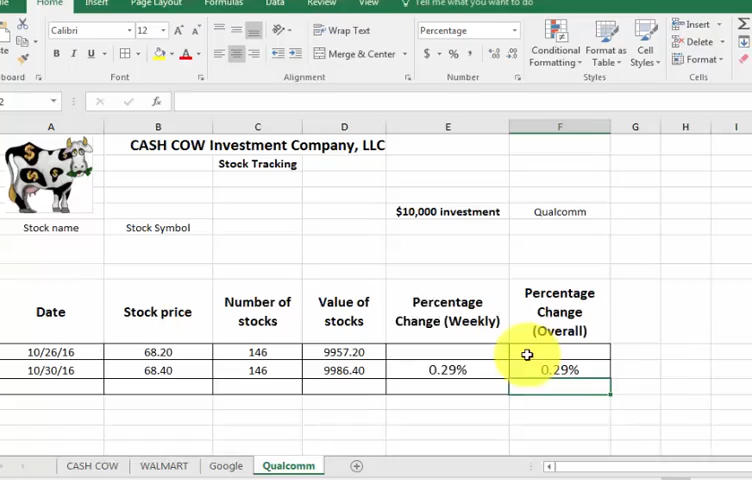 Home Insert Page Layout Formulas Data Review View Tell me what you want to do
Calibri 12 A A Wrap Text Percentage Insert
Delete
B I U A Merge & Center $ % , Conditional Formatting Format as Table Cell Styles Format
Font Alignment Number Styles Cells
fx
A B C D E F G H I
CASH COW Investment Company, LLC
Stock Tracking
$10,000 investment Qualcomm
Stock name Stock Symbol
Date Stock price Number of stocks Value of stocks Percentage Change (Weekly) Percentage Change (Overall)
10/26/16 68.20 146 9957.20
10/30/16 68.40 146 9986.40 0.29% 0.29%
CASH COW WALMART Google Qualcomm